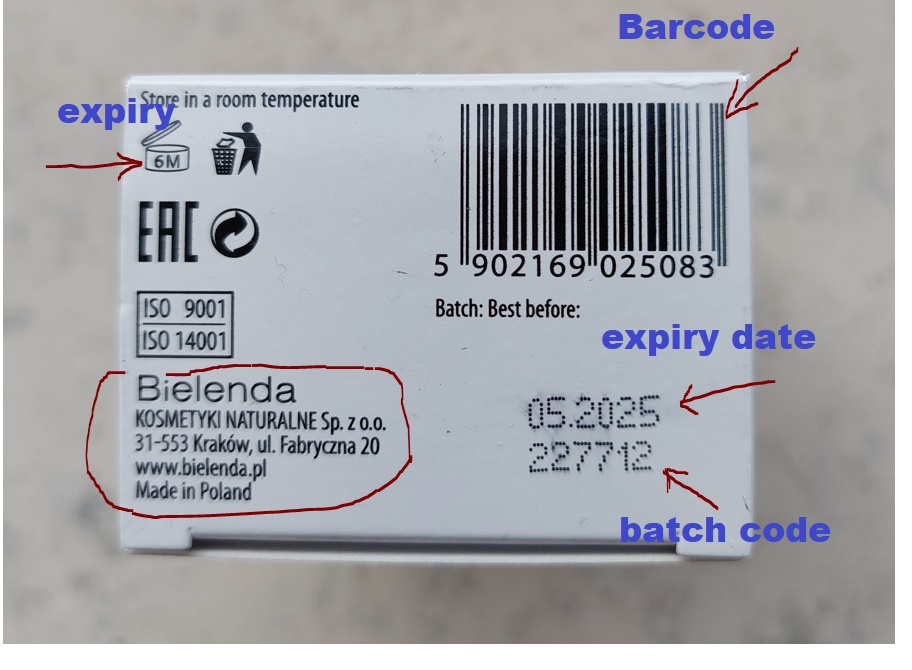 Barcode
Store in a room temperature
expiry
6M
EAC
5 902169 025083
ISO 9001
ISO 14001
Batch: Best before:
expiry date
Bielenda
KOSMETYKI NATURALNE Sp. z o.o.
31-553 Kraków, ul. Fabryczna 20
www.bielenda.pl
Made in Poland
05.2025
227712
batch code